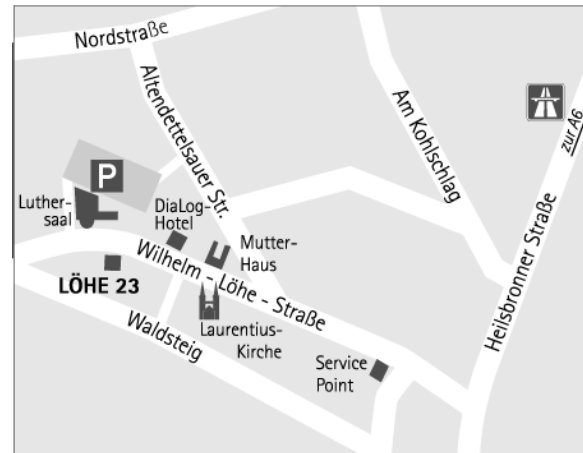 Nordstraße
Altendettelsauer Str.
Am Kohlschlag
zur A6
P
Luther-
saal
DiaLog-
Hotel
Mutter-
Haus
Heilsbronner Straße
LÖHE 23
Wilhelm - Löhe - Straße
Laurentius-
Kirche
Waldsteig
Service
Point